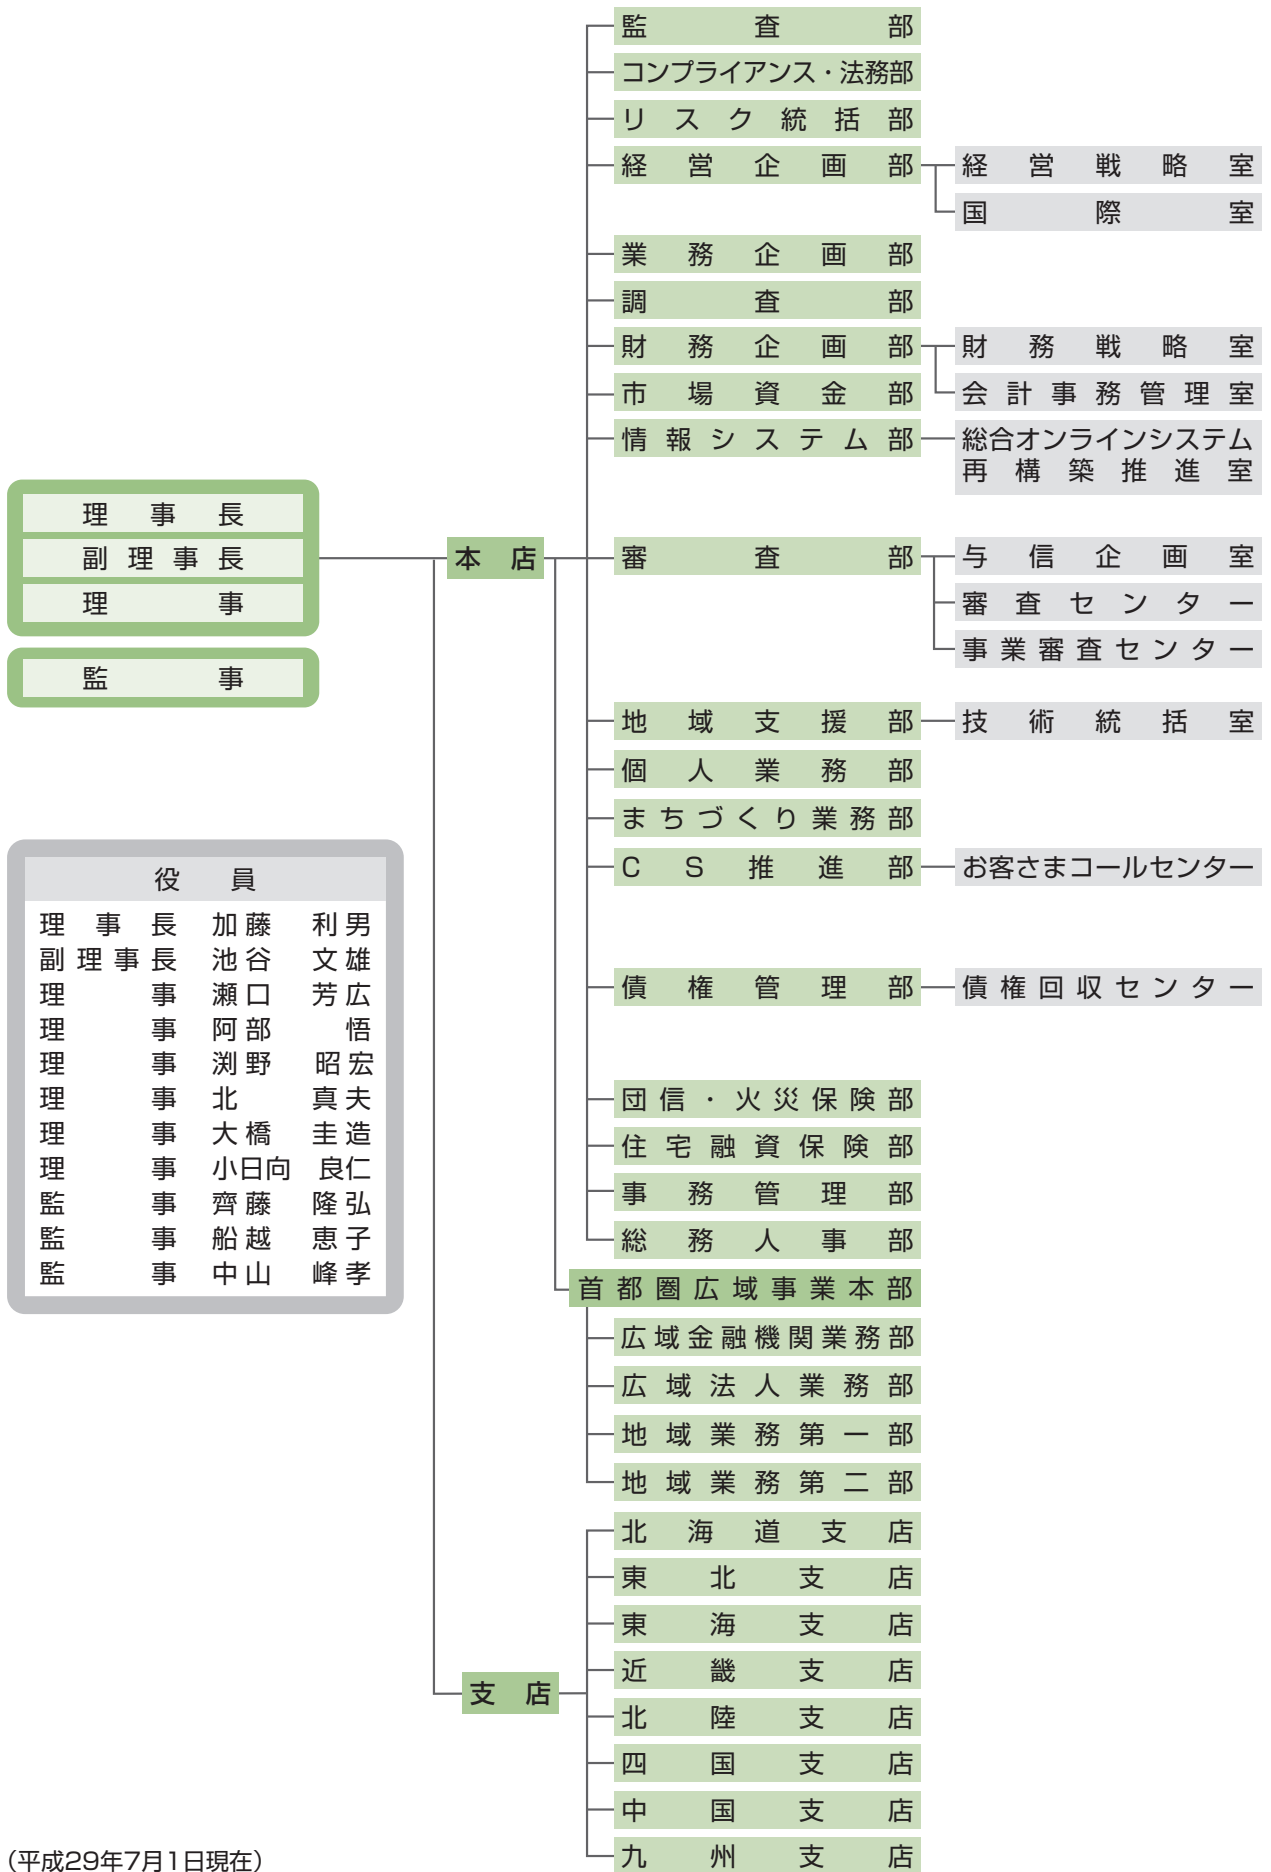 監査部
コンプライアンス・法務部
リスク統括部
経営企画部
経営戦略室
国際室
業務企画部
調査部
財務企画部
財務戦略室
会計事務管理室
市場資金部
情報システム部
総合オンラインシステム
再構築推進室
理事長
副理事長
理事
監事
本店
審査部
与信企画室
審査センター
事業審査センター
地域支援部
技術統括室
個人業務部
まちづくり業務部
CS推進部
お客さまコールセンター
債権管理部
債権回収センター
団信・火災保険部
住宅融資保険部
事務管理部
総務人事部
首都圏広域事業本部
広域金融機関業務部
広域法人業務部
地域業務第一部
地域業務第二部
支店
北海道支店
東北支店
東海支店
近畿支店
北陸支店
四国支店
中国支店
九州支店
役員
理事長 加藤 利男
副理事長 池谷 文雄
理事 瀬口 芳広
理事 阿部 悟
理事 渕野 昭宏
理事 北 真夫
理事 大橋 圭造
理事 小日向 良仁
監事 齊藤 隆弘
監事 船越 恵子
監事 中山 峰孝
(平成29年7月1日現在)